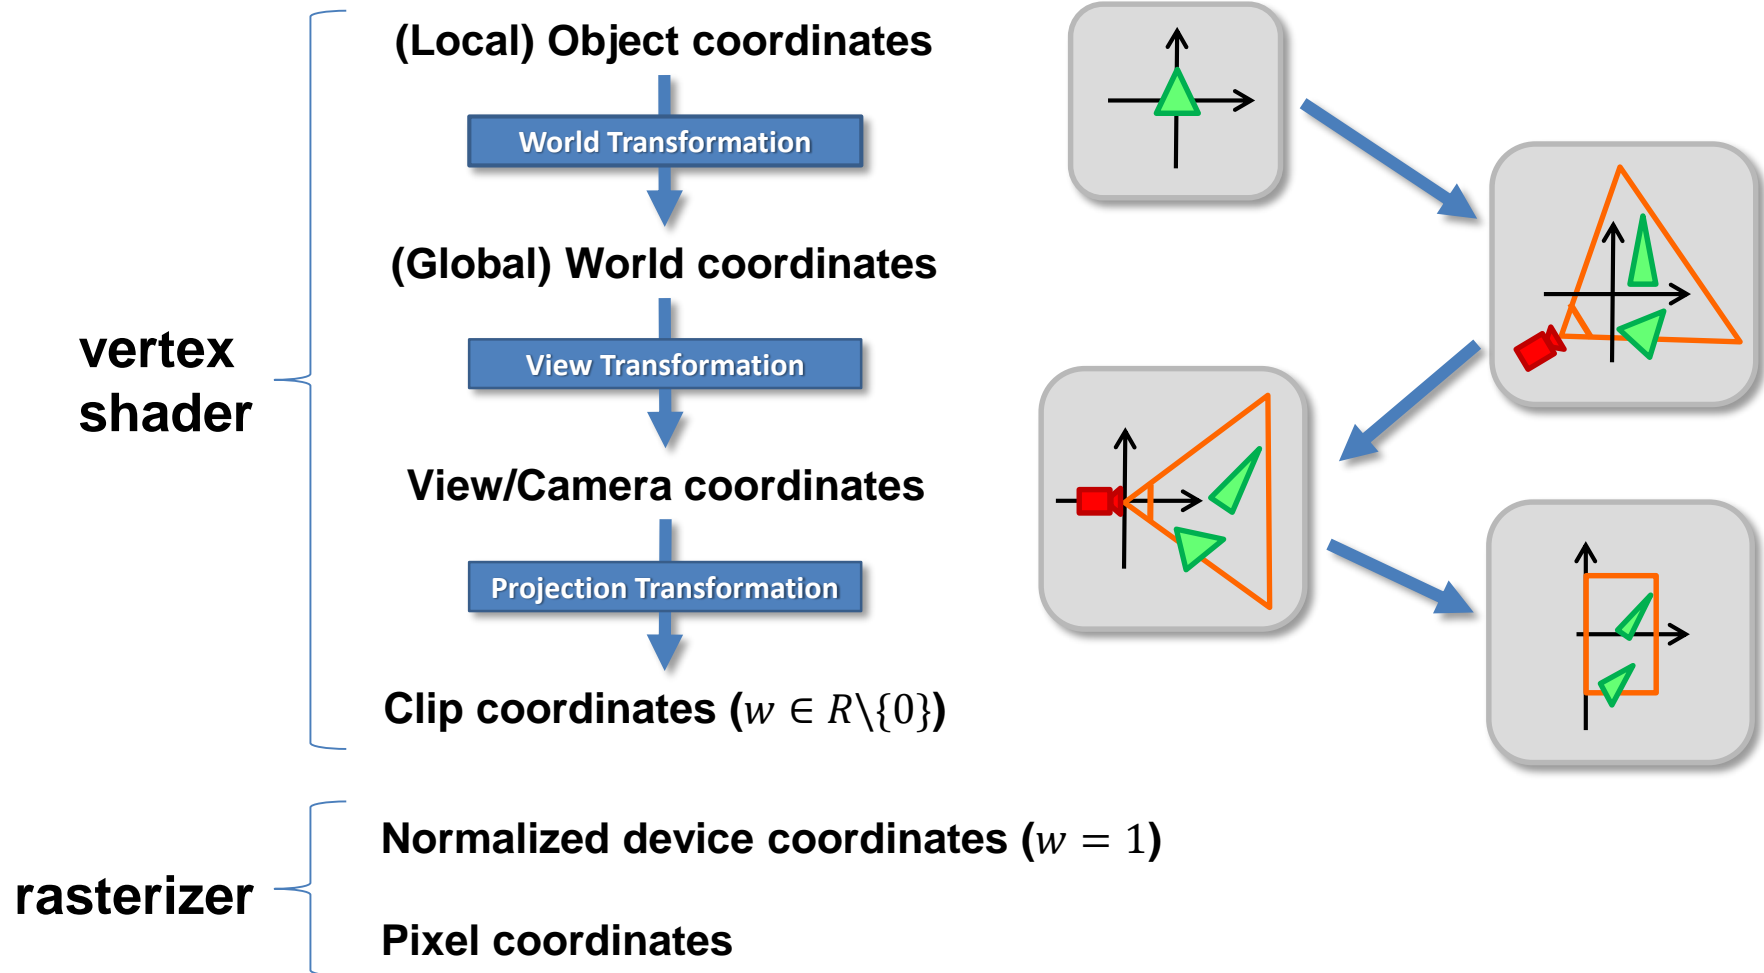 (Local) Object coordinates
World Transformation
(Global) World coordinates
vertex
shader
View Transformation
View/Camera coordinates
Projection Transformation
Clip coordinates (w ∈ R\{0})
Normalized device coordinates (w = 1)
rasterizer
Pixel coordinates